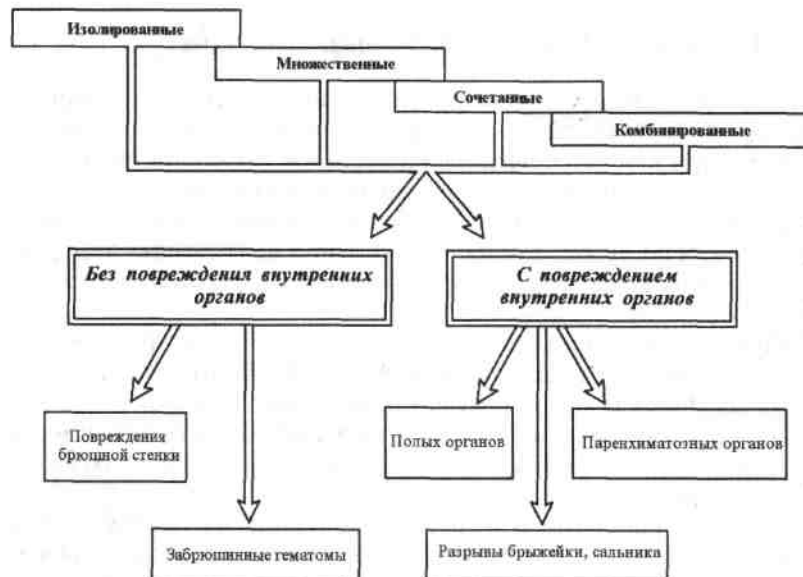 Изолированные
Множественные
Сочетанные
Комбинированные
Без повреждения внутренних
органов
С повреждением
внутренних органов
Повреждения
брюшной стенки
Полых органов
Паренхиматозных органов
Забрюшинные гематомы
Разрывы брыжейки, сальника